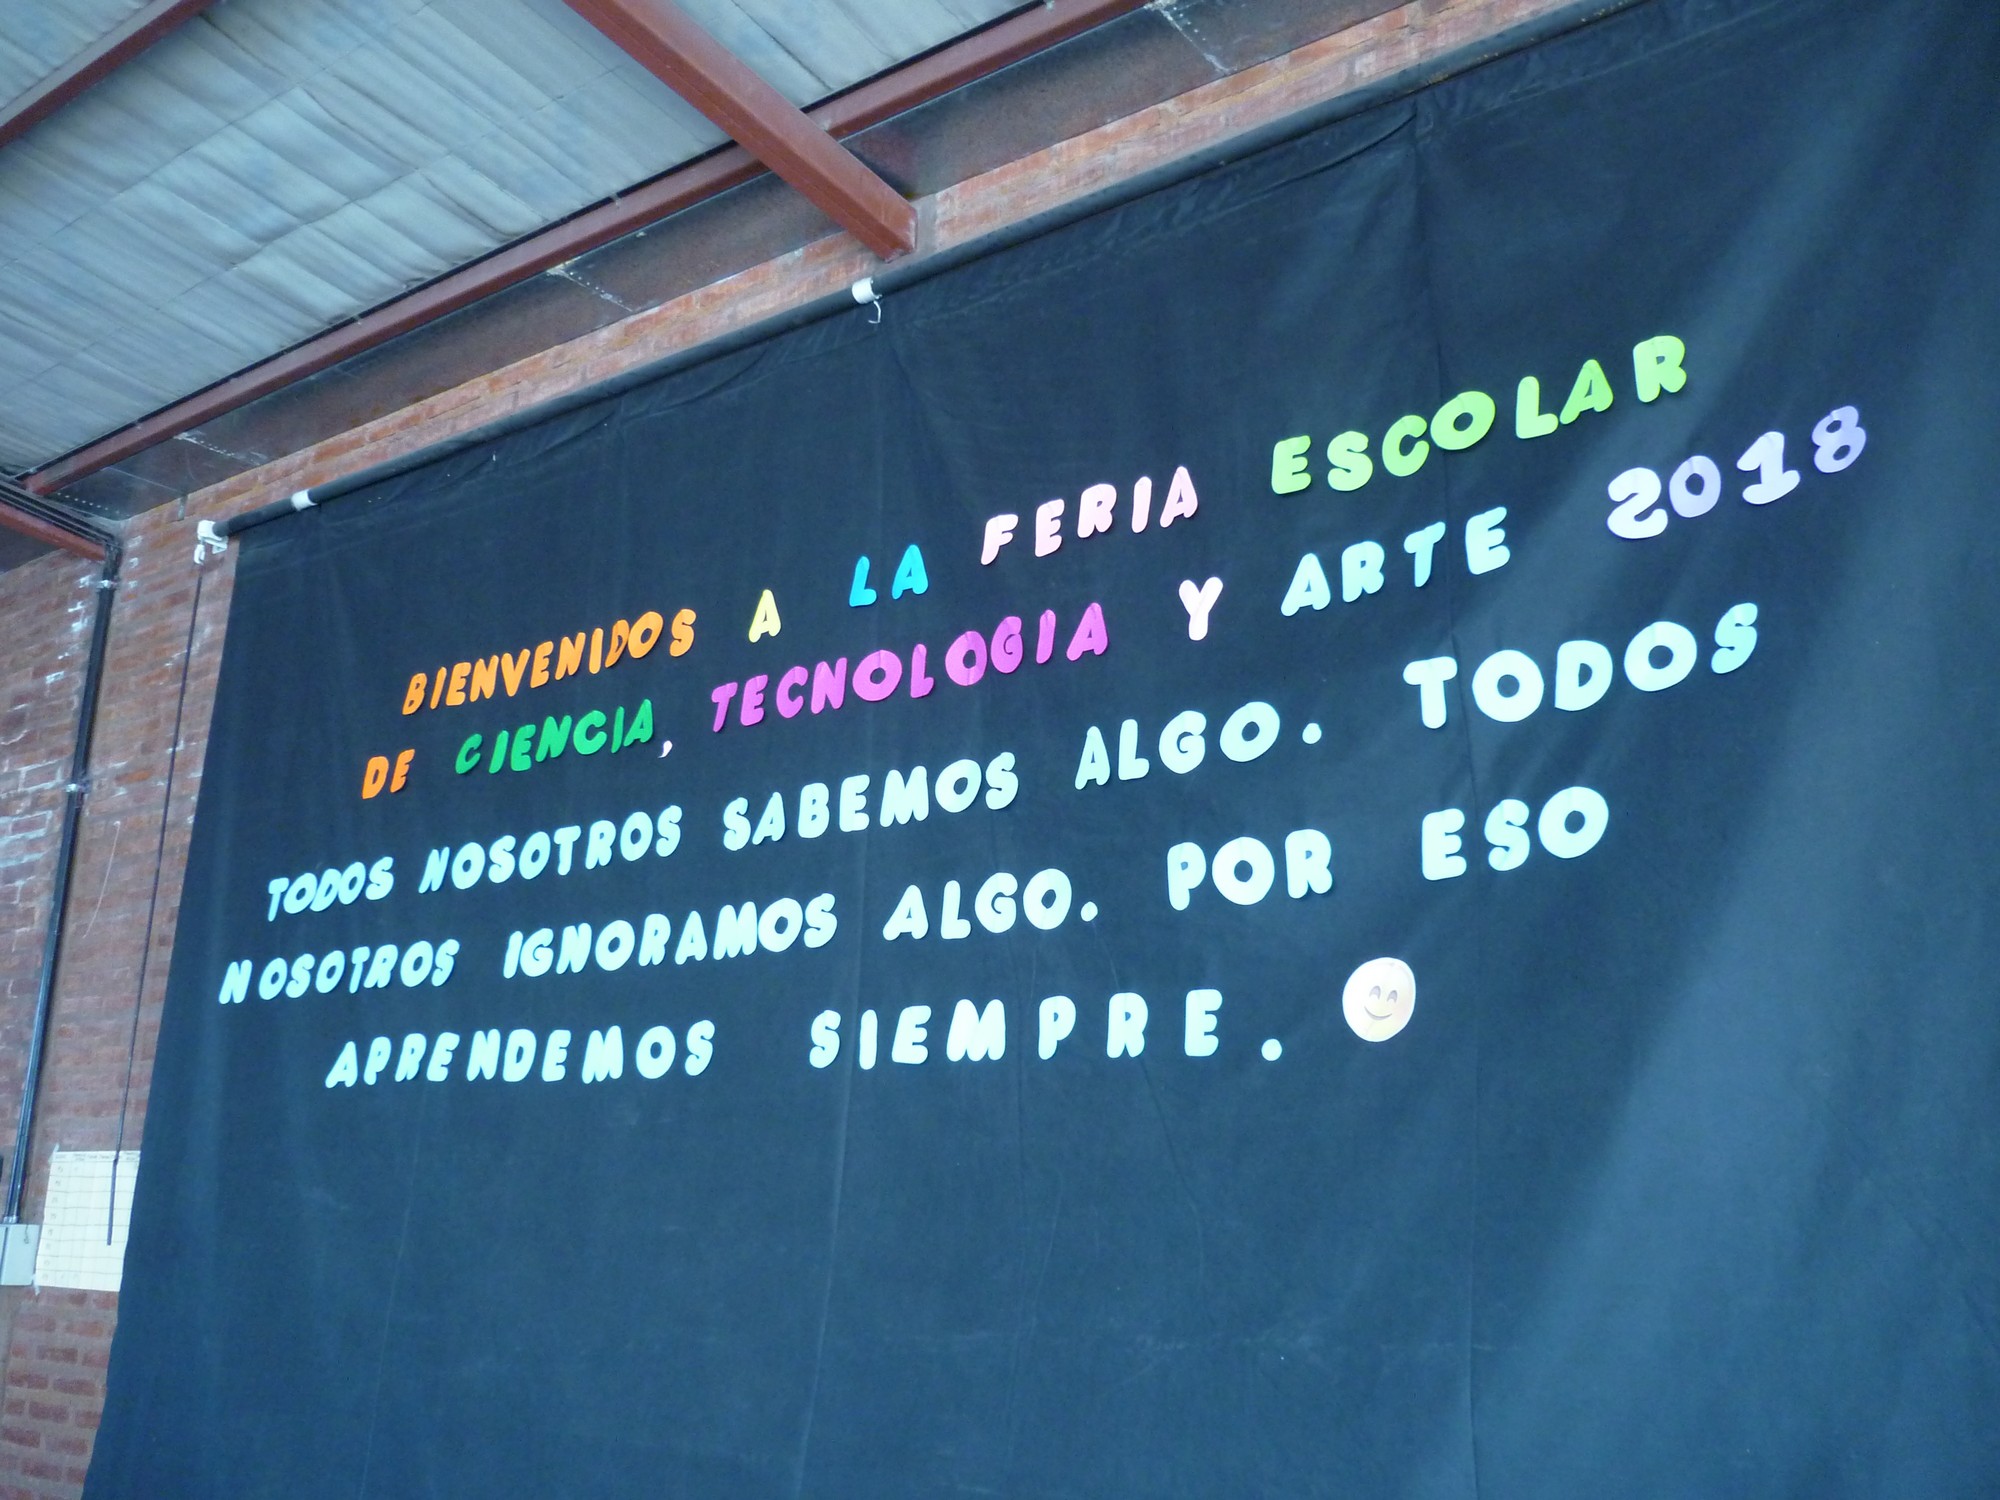 BIENVENIDOS A LA FERIA ESCOLAR
DE CIENCIA, TECNOLOGIA Y ARTE 2018
TODOS NOSOTROS SABEMOS ALGO. TODOS
NOSOTROS IGNORAMOS ALGO. POR ESO
APRENDEMOS SIEMPRE.